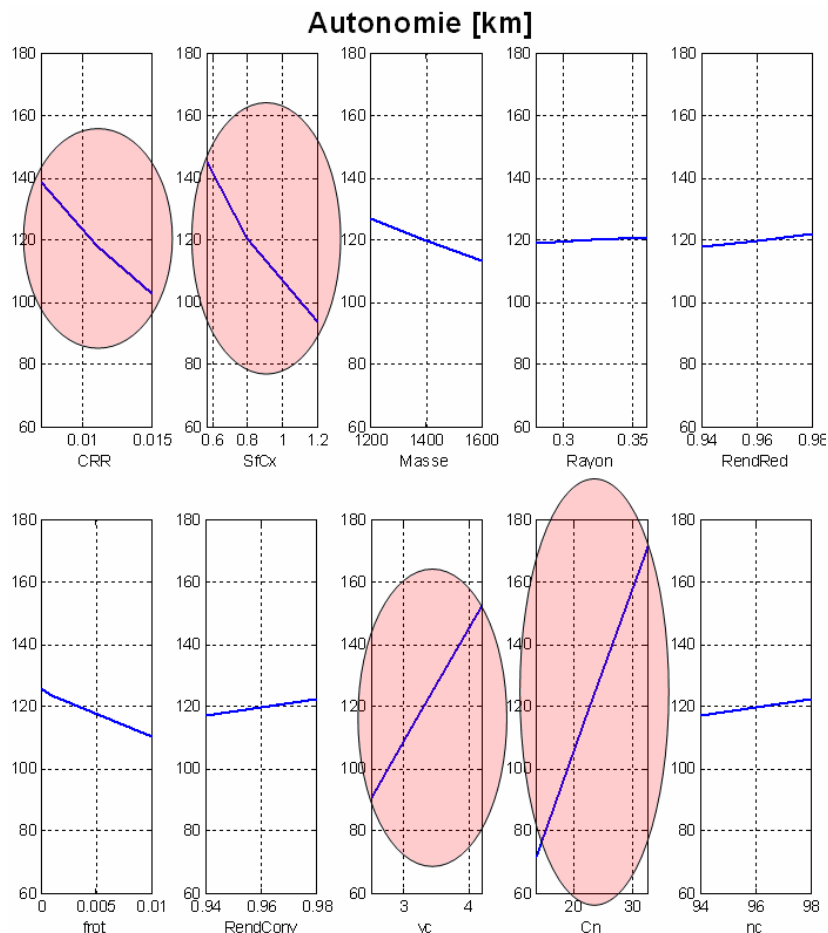 Autonomie [km]
180 180 180 180 180
160 160 160 160 160
140 140 140 140 140
120 120 120 120 120
100 100 100 100 100
80 80 80 80 80
60 60 60 60 60
0.01 0.015 0.6 0.8 1 1.2 1200 1400 1600 0.3 0.35 0.94 0.96 0.98
CRR SfCx Masse Rayon RendRed
180 180 180 180 180
160 160 160 160 160
140 140 140 140 140
120 120 120 120 120
100 100 100 100 100
80 80 80 80 80
60 60 60 60 60
0 0.005 0.01 0.94 0.96 0.98 3 4 20 30 94 96 98
frot RendConv vc Cn nc